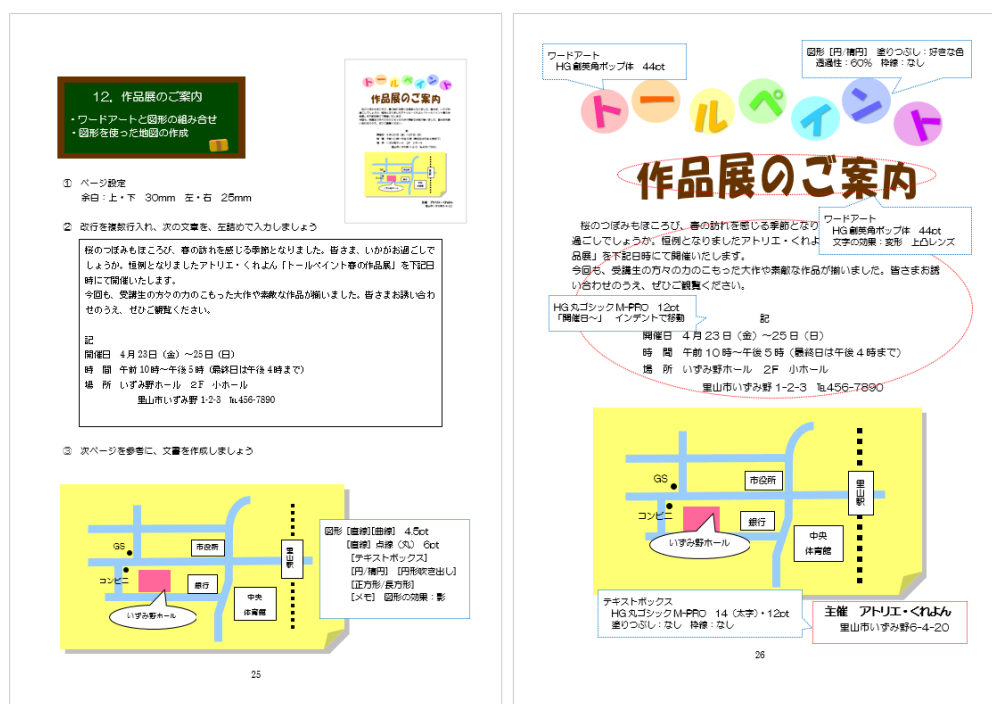 12．作品展のご案内
・ワードアートと図形の組み合せ
・図形を使った地図の作成
トールペイント
作品展のご案内
① ページ設定
余白：上・下 30mm 左・右 25mm
② 改行を複数行入れ、次の文章を、左詰めで入力しましょう
桜のつぼみもほころび、春の訪れを感じる季節となりました。皆さま、いかがお過ごしで
しょうか。恒例となりましたアトリエ・くれよん「トールペイント春の作品展」を下記日
時にて開催いたします。
今回も、受講生の方々の力のこもった大作や素敵な作品が揃いました。皆さまお誘い合わ
せのうえ、ぜひご観覧ください。
記
開催日 4月23日（金）～25日（日）
時 間 午前10時～午後5時（最終日は午後4時まで）
場 所 いずみ野ホール 2F 小ホール
里山市いずみ野1-2-3 ℡456-7890
③ 次ページを参考に、文書を作成しましょう
GS
市役所
里山駅
コンビニ
銀行
中央
体育館
いずみ野ホール
図形［直線][曲線］ 4.5pt
［直線］点線（丸） 6pt
［テキストボックス］
［円/楕円］［円形吹き出し］
［正方形/長方形］
［メモ］ 図形の効果：影
25
ワードアート
HG創英角ポップ体 44pt
図形［円/楕円］ 塗りつぶし：好きな色
透過性：60% 枠線：なし
トールペイント
作品展のご案内
ワードアート
HG創英角ポップ体 44pt
文字の効果：変形 上凸レンズ
桜のつぼみもほころび、春の訪れを感じる季節となり
過ごしでしょうか。恒例となりましたアトリエ・くれよ
品展」を下記日時にて開催いたします。
今回も、受講生の方々の力のこもった大作や素敵な作品が揃いました。皆さまお誘
い合わせのうえ、ぜひご観覧ください。
HG丸ゴシックM-PRO 12pt
「開催日～」 インデントで移動
記
開催日 4月23日（金）～25日（日）
時 間 午前10時～午後5時（最終日は午後4時まで）
場 所 いずみ野ホール 2F 小ホール
里山市いずみ野1-2-3 ℡456-7890
GS
市役所
里山駅
コンビニ
銀行
中央
体育館
いずみ野ホール
テキストボックス
HG丸ゴシックM-PRO 14（太字）・12pt
塗りつぶし：なし 枠線：なし
主催 アトリエ・くれよん
里山市いずみ野6-4-20
26